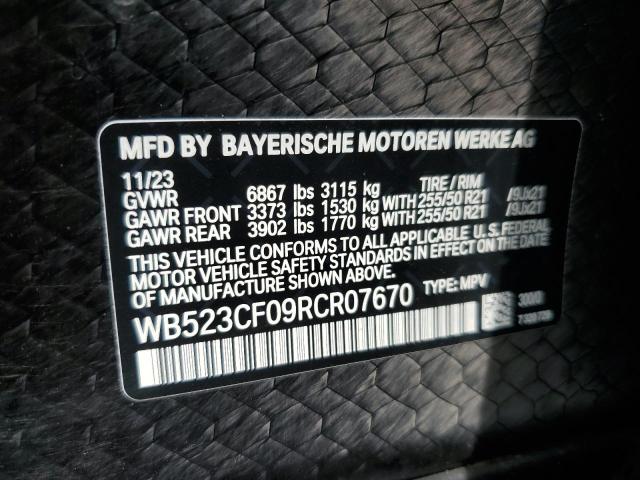 MFD BY BAYERISCHE MOTOREN WERKE AG
11/23 TIRE / RIM
GVWR 6867 lbs 3115 kg
GAWR FRONT 3373 lbs 1530 kg WITH 255/50 R21 /9Jx21
GAWR REAR 3902 lbs 1770 kg WITH 255/50 R21 /9Jx21
THIS VEHICLE CONFORMS TO ALL APPLICABLE U.S. FEDERAL
MOTOR VEHICLE SAFETY STANDARDS IN EFFECT ON THE DATE
OF MANUFACTURE SHOWN ABOVE.
WB523CF09RCR07670 TYPE: MPV